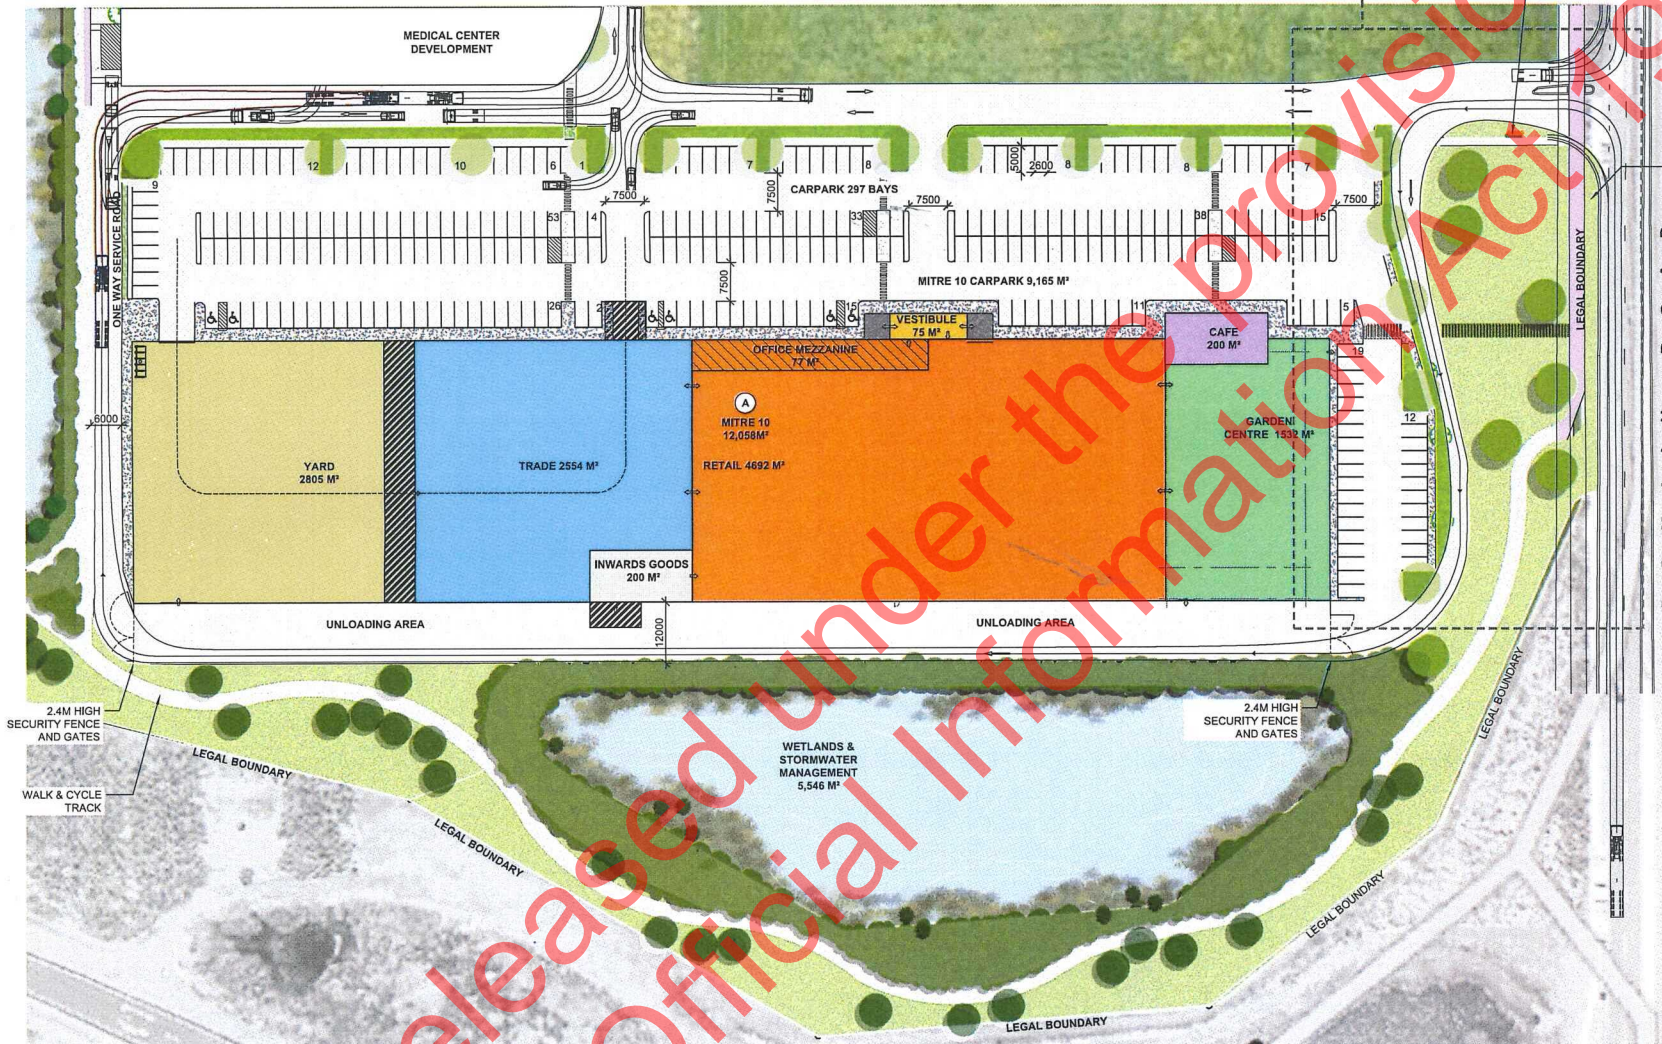 MEDICAL CENTER
DEVELOPMENT
12
10
6
1
7
8
8
8
7
5000
2600
9
CARPARK 297 BAYS
7500
7500
7500
7500
53
4
33
38
15
ONE WAY SERVICE ROAD
7500
MITRE 10 CARPARK 9,165 M²
LEGAL BOUNDARY
26
2
15
11
5
VESTIBULE
75 M²
CAFE
200 M²
OFFICE MEZZANINE
77 M²
19
12
6000
A
MITRE 10
12,058M²
GARDEN
CENTRE 1532 M²
YARD
2805 M²
TRADE 2554 M²
RETAIL 4692 M²
INWARDS GOODS
200 M²
UNLOADING AREA
12000
UNLOADING AREA
2.4M HIGH
SECURITY FENCE
AND GATES
2.4M HIGH
SECURITY FENCE
AND GATES
LEGAL BOUNDARY
LEGAL BOUNDARY
WETLANDS &
STORMWATER
MANAGEMENT
5,546 M²
WALK & CYCLE
TRACK
LEGAL BOUNDARY
LEGAL BOUNDARY
LEGAL BOUNDARY
eleased under the provisio
Official Information Act 19